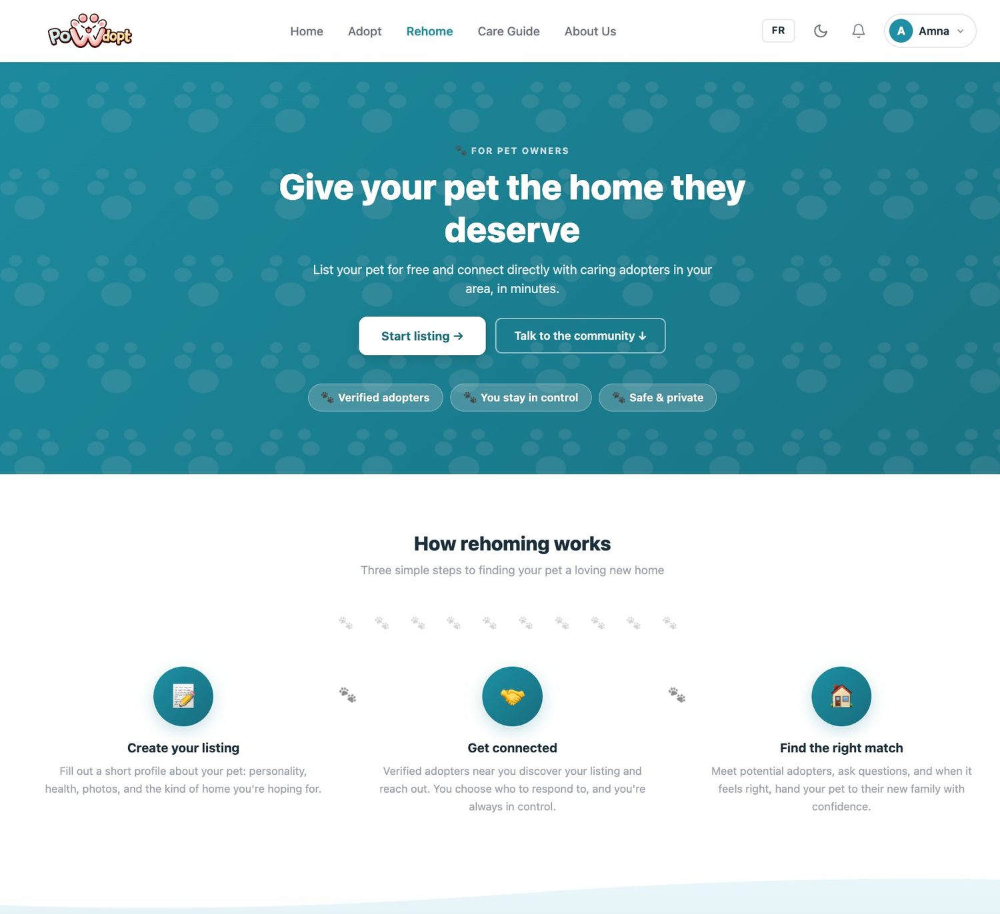 PoWdopt
Home
Adopt
Rehome
Care Guide
About Us
FR
A
Amna
FOR PET OWNERS
Give your pet the home they
deserve
List your pet for free and connect directly with caring adopters in your
area, in minutes.
Start listing →
Talk to the community ↓
Verified adopters
You stay in control
Safe & private
How rehoming works
Three simple steps to finding your pet a loving new home
Create your listing
Fill out a short profile about your pet: personality,
health, photos, and the kind of home you're hoping for.
Get connected
Verified adopters near you discover your listing and
reach out. You choose who to respond to, and you're
always in control.
Find the right match
Meet potential adopters, ask questions, and when it
feels right, hand your pet to their new family with
confidence.